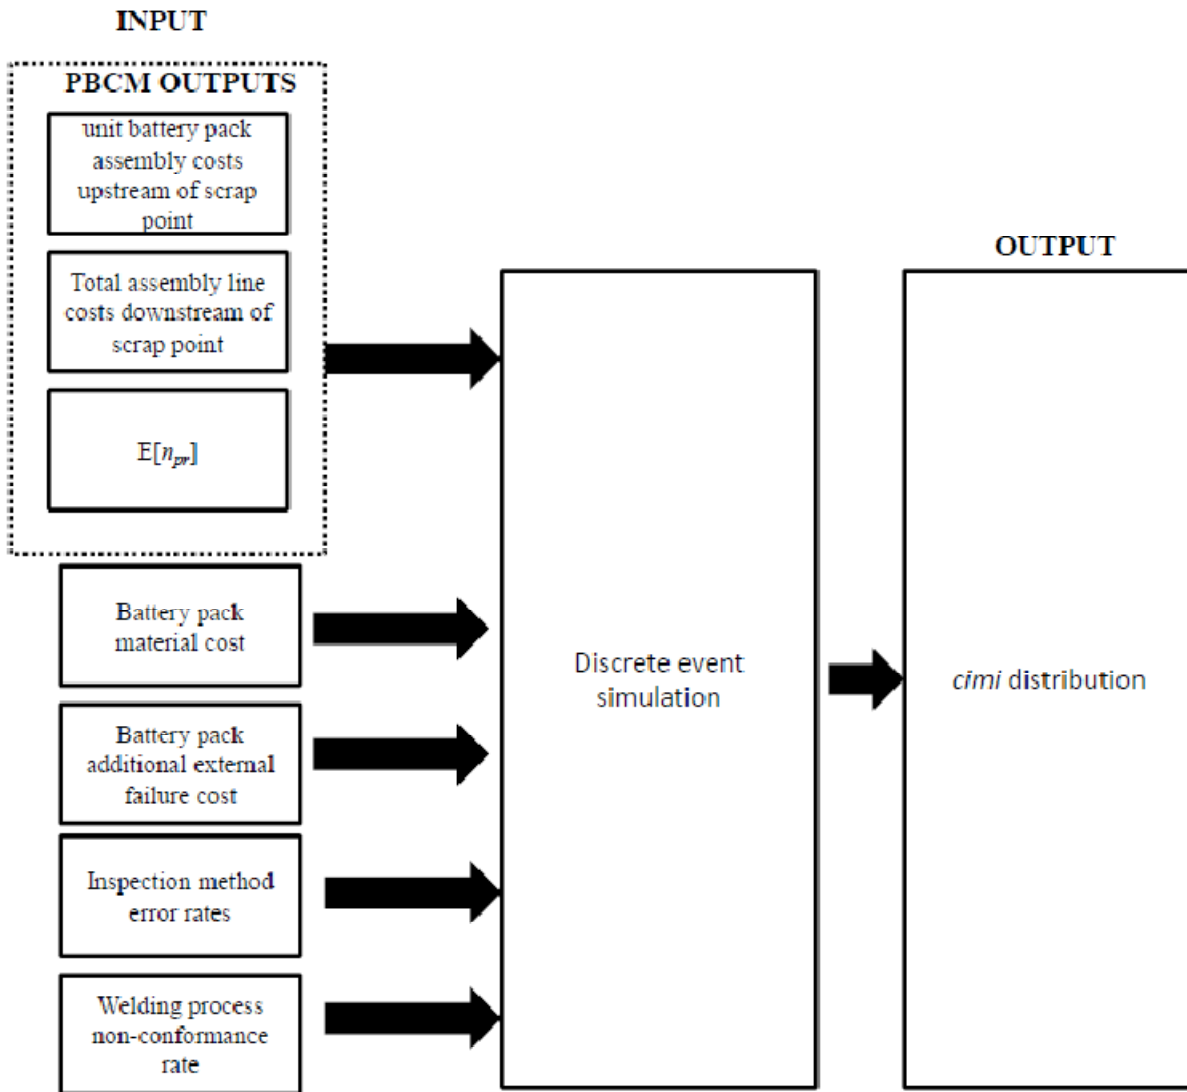 INPUT
PBCM OUTPUTS
unit battery pack
assembly costs
upstream of scrap
point
Total assembly line
costs downstream of
scrap point
E[n_pr]
Battery pack
material cost
Battery pack
additional external
failure cost
Inspection method
error rates
Welding process
non-conformance
rate
Discrete event
simulation
OUTPUT
cimi distribution